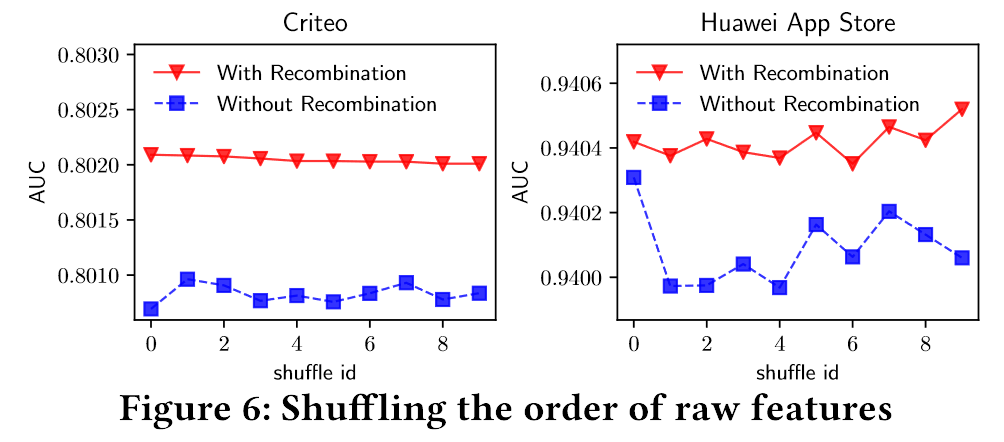 Criteo
0.8030
0.8025
0.8020
0.8015
0.8010
AUC
With Recombination
Without Recombination
0 2 4 6 8
shuffle id
Huawei App Store
0.9406
0.9404
0.9402
0.9400
AUC
With Recombination
Without Recombination
0 2 4 6 8
shuffle id
Figure 6: Shuffling the order of raw features